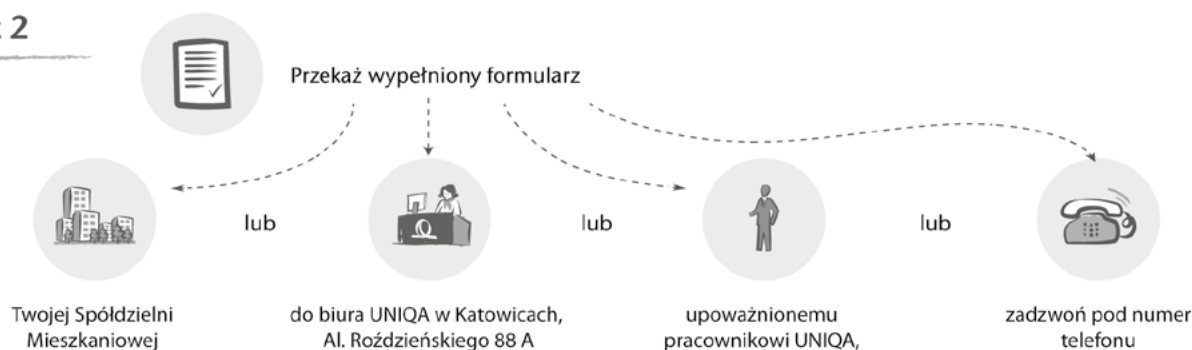 2
Przekaż wypełniony formularz
lub
lub
lub
Twojej Spółdzielni
Mieszkaniowej
do biura UNIQA w Katowicach,
Al. Roździeńskiego 88 A
upoważnionemu
pracownikowi UNIQA,
zadzwoń pod numer
telefonu